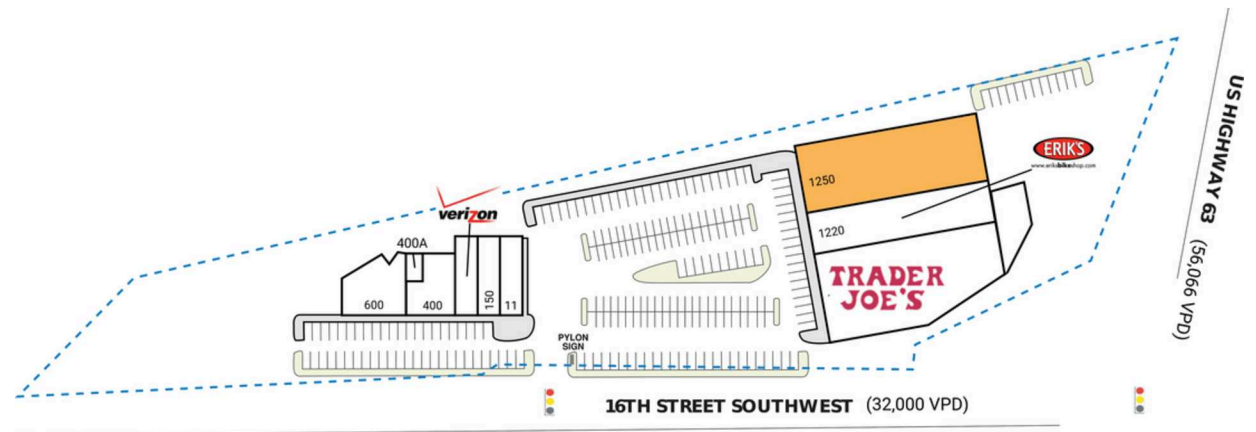 US HIGHWAY 63 (56,066 VPD)
ERIK'S
www.eriksbikeshop.com
1250
verizon
1220
400A
TRADER
JOE'S
600
400
150
11
PYLON
SIGN
16TH STREET SOUTHWEST (32,000 VPD)